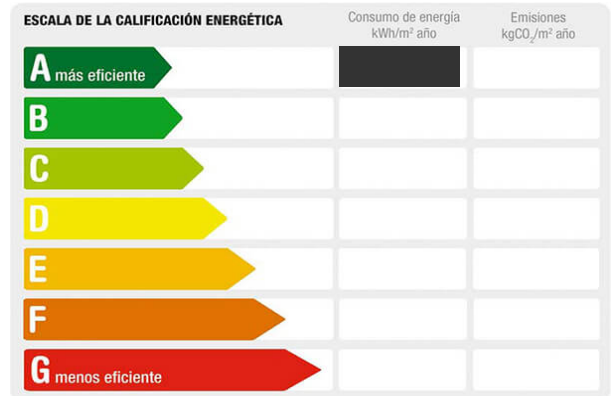 ESCALA DE LA CALIFICACIÓN ENERGÉTICA
Consumo de energía
kWh/m² año
Emisiones
kgCO₂/m² año
A más eficiente
B
C
D
E
F
G menos eficiente